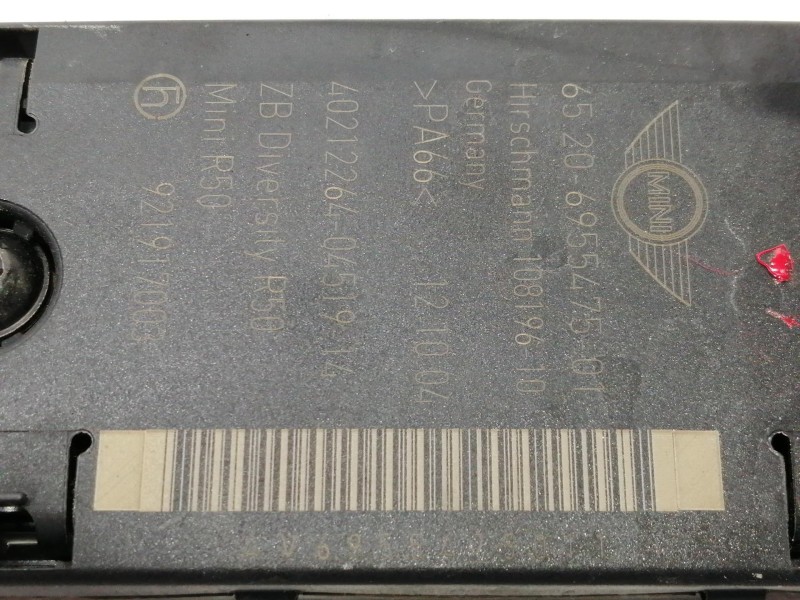 MINI
65.20-6955475-01
Hirschmann 108196-10
Germany
>PA66< 12.10.04
40212264-04519 14
ZB Diversity R50
Mini R50
h